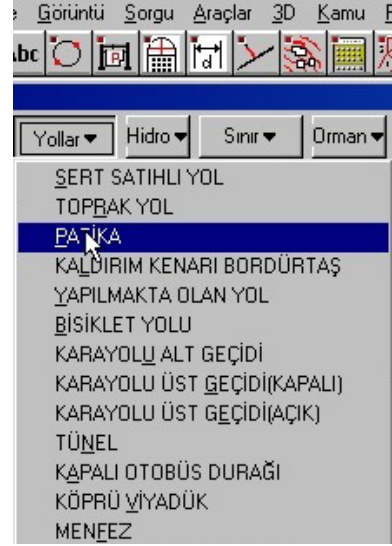 Görüntü Sorgu Araçlar 3D Kamu
Abc
Yollar Hidro Sınır Orman
SERT SATIHLI YOL
TOPRAK YOL
PATİKA
KALDIRIM KENARI BORDÜRTAŞ
YAPILMAKTA OLAN YOL
BİSİKLET YOLU
KARAYOLU ALT GEÇİDİ
KARAYOLU ÜST GEÇİDİ(KAPALI)
KARAYOLU ÜST GEÇİDİ(AÇIK)
TÜNEL
KAPALI OTOBÜS DURAĞI
KÖPRÜ VİYADÜK
MENFEZ